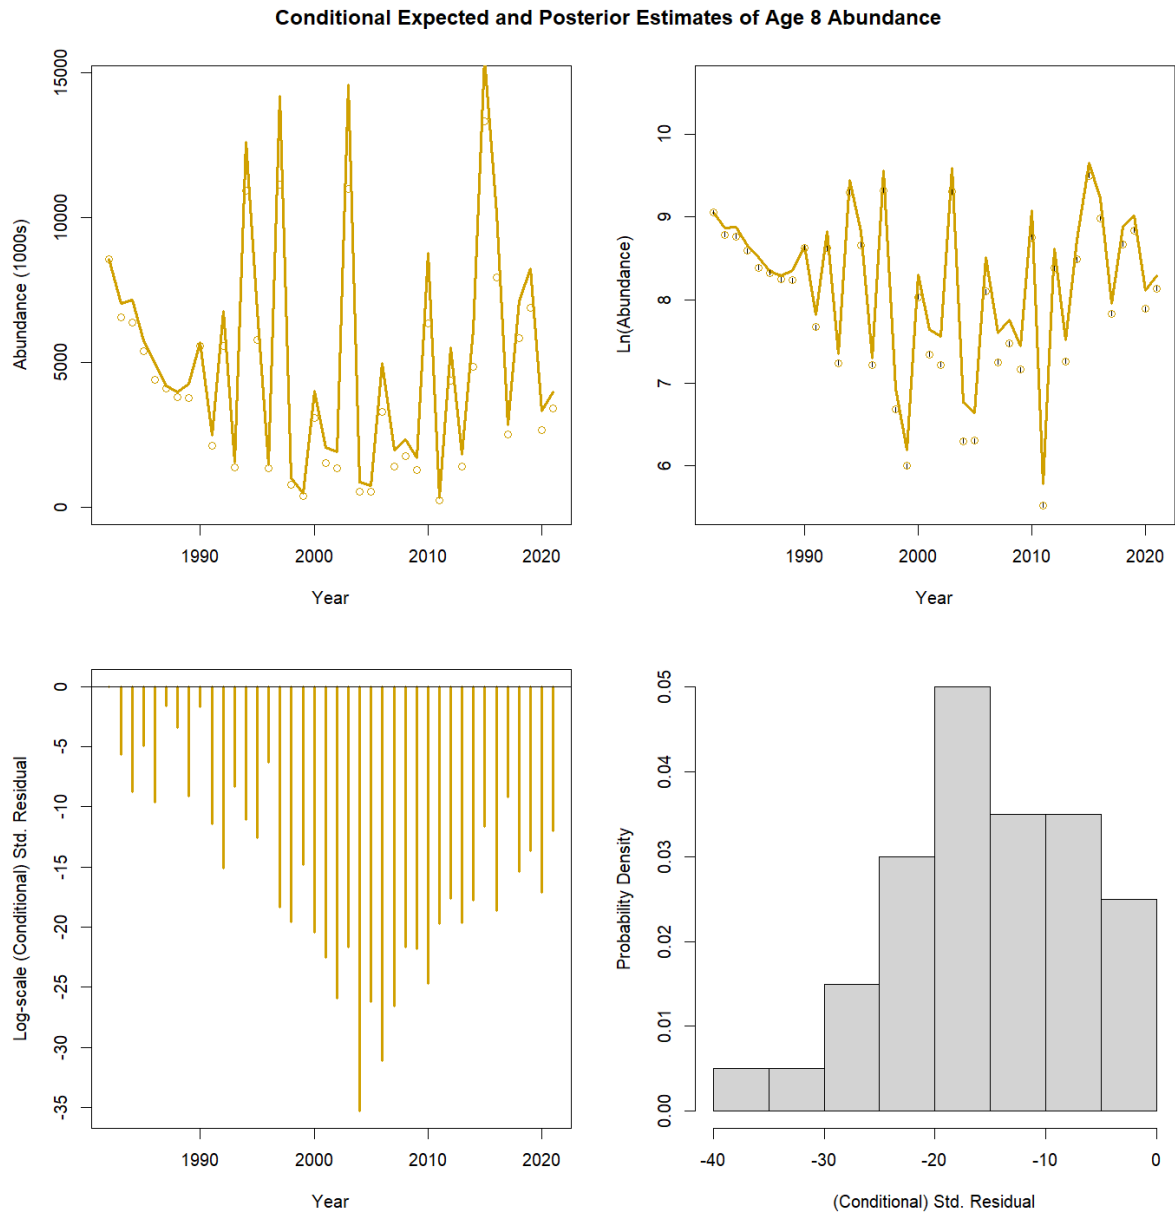 Conditional Expected and Posterior Estimates of Age 8 Abundance
Abundance (1000s)
15000
10000
5000
0
1990 2000 2010 2020
Year
Ln(Abundance)
10
9
8
7
6
1990 2000 2010 2020
Year
Log-scale (Conditional) Std. Residual
0
-5
-10
-15
-20
-25
-30
-35
1990 2000 2010 2020
Year
Probability Density
0.05
0.04
0.03
0.02
0.01
0.00
-40 -30 -20 -10 0
(Conditional) Std. Residual